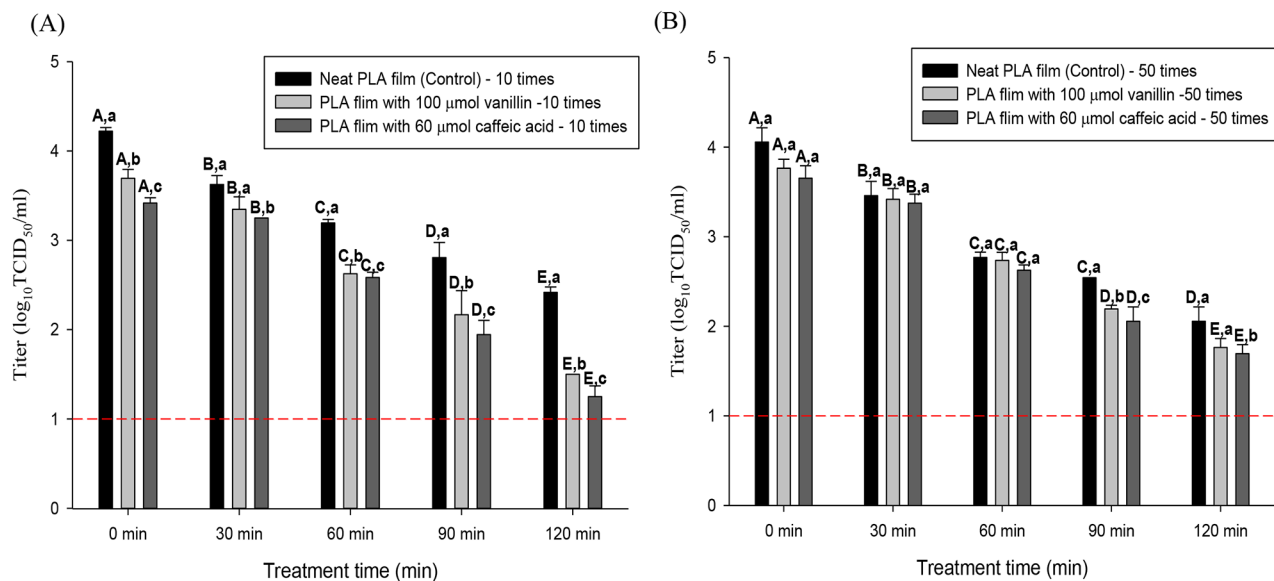 (A)
5
4
3
2
1
0
Titer (log10 TCID50/ml)
Neat PLA film (Control) - 10 times
PLA flim with 100 μmol vanillin -10 times
PLA flim with 60 μmol caffeic acid - 10 times
A,a
A,b
A,c
B,a
B,a
B,b
C,a
C,b
C,c
D,a
D,b
D,c
E,a
E,b
E,c
0 min
30 min
60 min
90 min
120 min
Treatment time (min)
(B)
5
4
3
2
1
0
Titer (log10 TCID50/ml)
Neat PLA film (Control) - 50 times
PLA flim with 100 μmol vanillin -50 times
PLA flim with 60 μmol caffeic acid - 50 times
A,a
A,a
A,a
B,a
B,a
B,a
C,a
C,a
C,a
C,a
D,b
D,c
D,a
E,a
E,b
0 min
30 min
60 min
90 min
120 min
Treatment time (min)